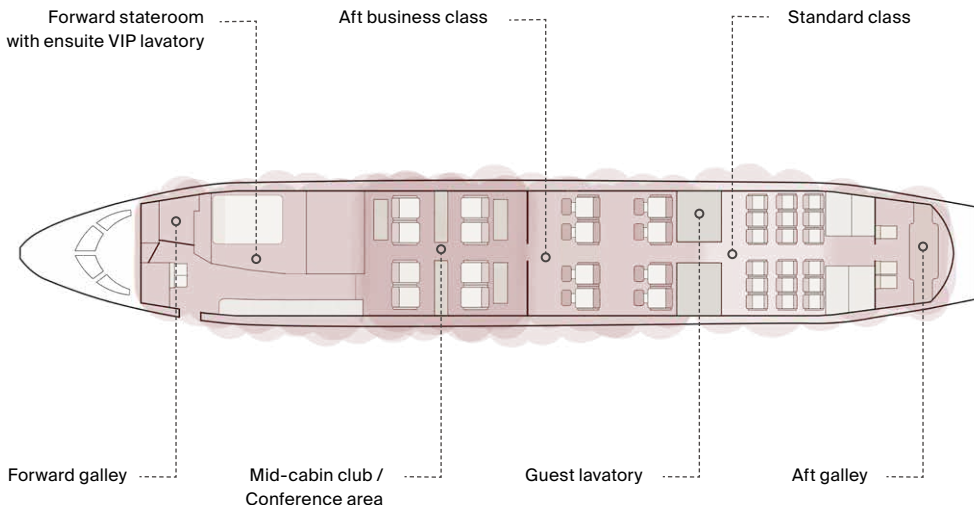 Forward stateroom
with ensuite VIP lavatory
Aft business class
Standard class
Forward galley
Mid-cabin club /
Conference area
Guest lavatory
Aft galley